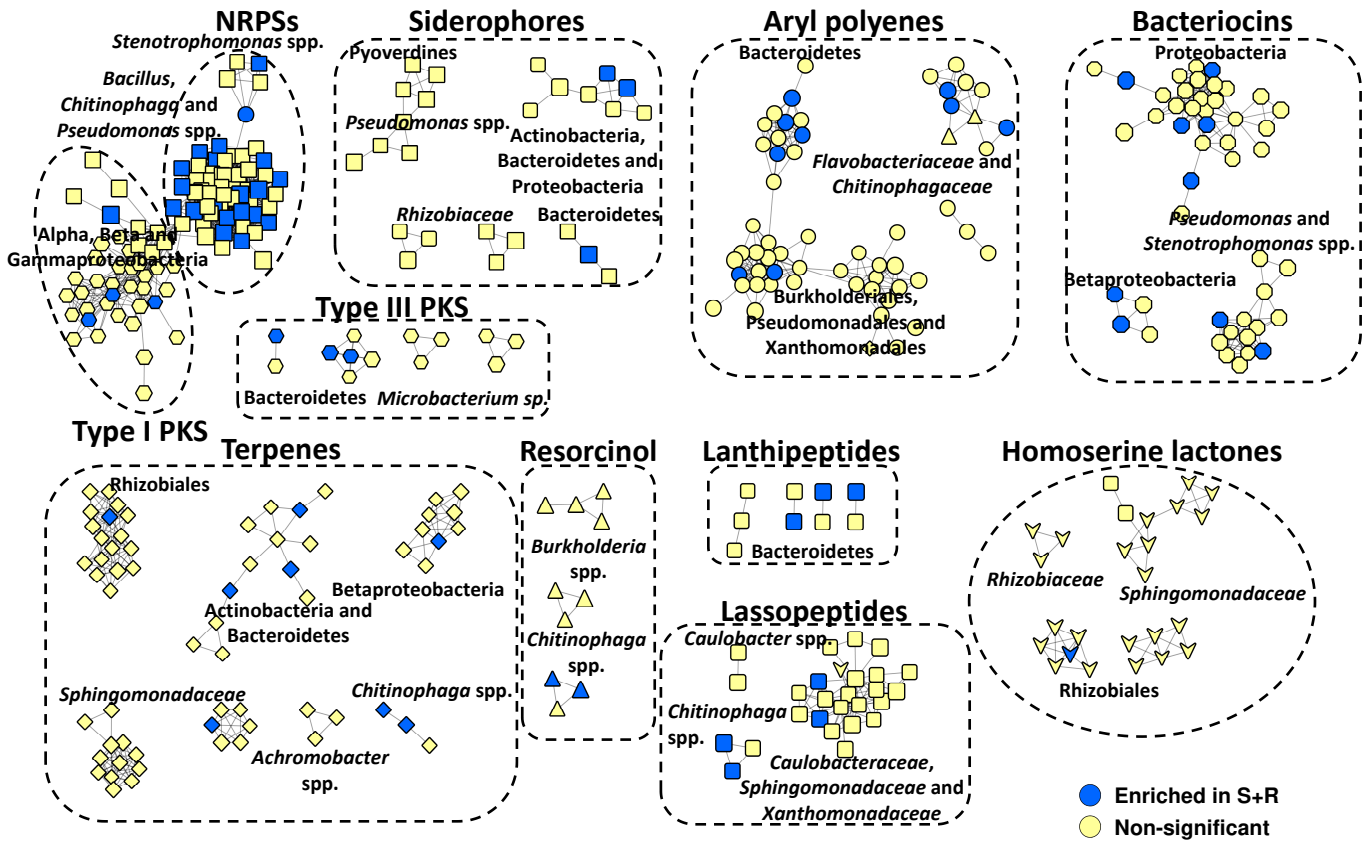 NRPSs
Stenotrophomonas spp.
Bacillus,
Chitinophaga and
Pseudomonas spp.
Alpha, Beta and
Gammaproteobacteria
Type I PKS
Siderophores
Pyoverdines
Pseudomonas spp.
Actinobacteria,
Bacteroidetes and
Proteobacteria
Rhizobiaceae
Bacteroidetes
Type III PKS
Bacteroidetes
Microbacterium sp.
Aryl polyenes
Bacteroidetes
Flavobacteriaceae and
Chitinophagaceae
Burkholderiales,
Pseudomonadales and
Xanthomonadales
Bacteriocins
Proteobacteria
Pseudomonas and
Stenotrophomonas spp.
Betaproteobacteria
Terpenes
Rhizobiales
Actinobacteria and
Bacteroidetes
Betaproteobacteria
Sphingomonadaceae
Achromobacter
spp.
Chitinophaga spp.
Resorcinol
Burkholderia
spp.
Chitinophaga
spp.
Lanthipeptides
Bacteroidetes
Lassopeptides
Caulobacter spp.
Chitinophaga
spp.
Caulobacteraceae,
Sphingomonadaceae and
Xanthomonadaceae
Homoserine lactones
Rhizobiaceae
Sphingomonadaceae
Rhizobiales
Enriched in S+R
Non-significant